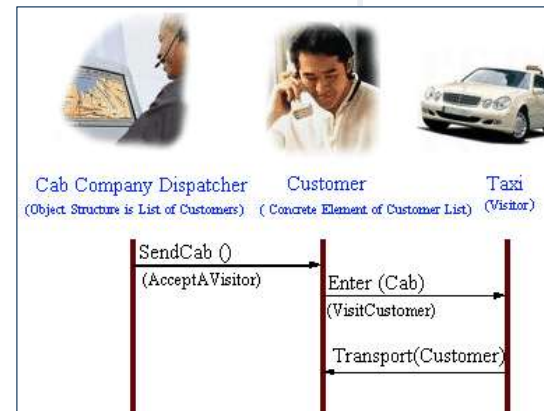 Cab Company Dispatcher Customer Taxi
(Object Structure is List of Customers) ( Concrete Element of Customer List) (Visitor)
SendCab ()
(AcceptAVisitor)
Enter (Cab)
(VisitCustomer)
Transport(Customer)